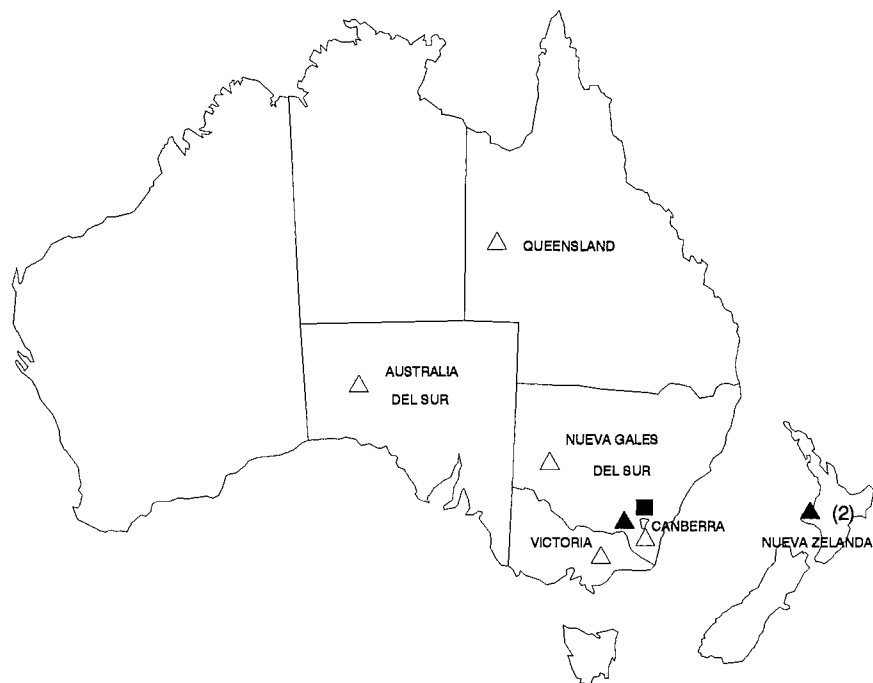 QUEENSLAND
AUSTRALIA
DEL SUR
NUEVA GALES
DEL SUR
CANBERRA
VICTORIA
(2)
NUEVA ZELANDA